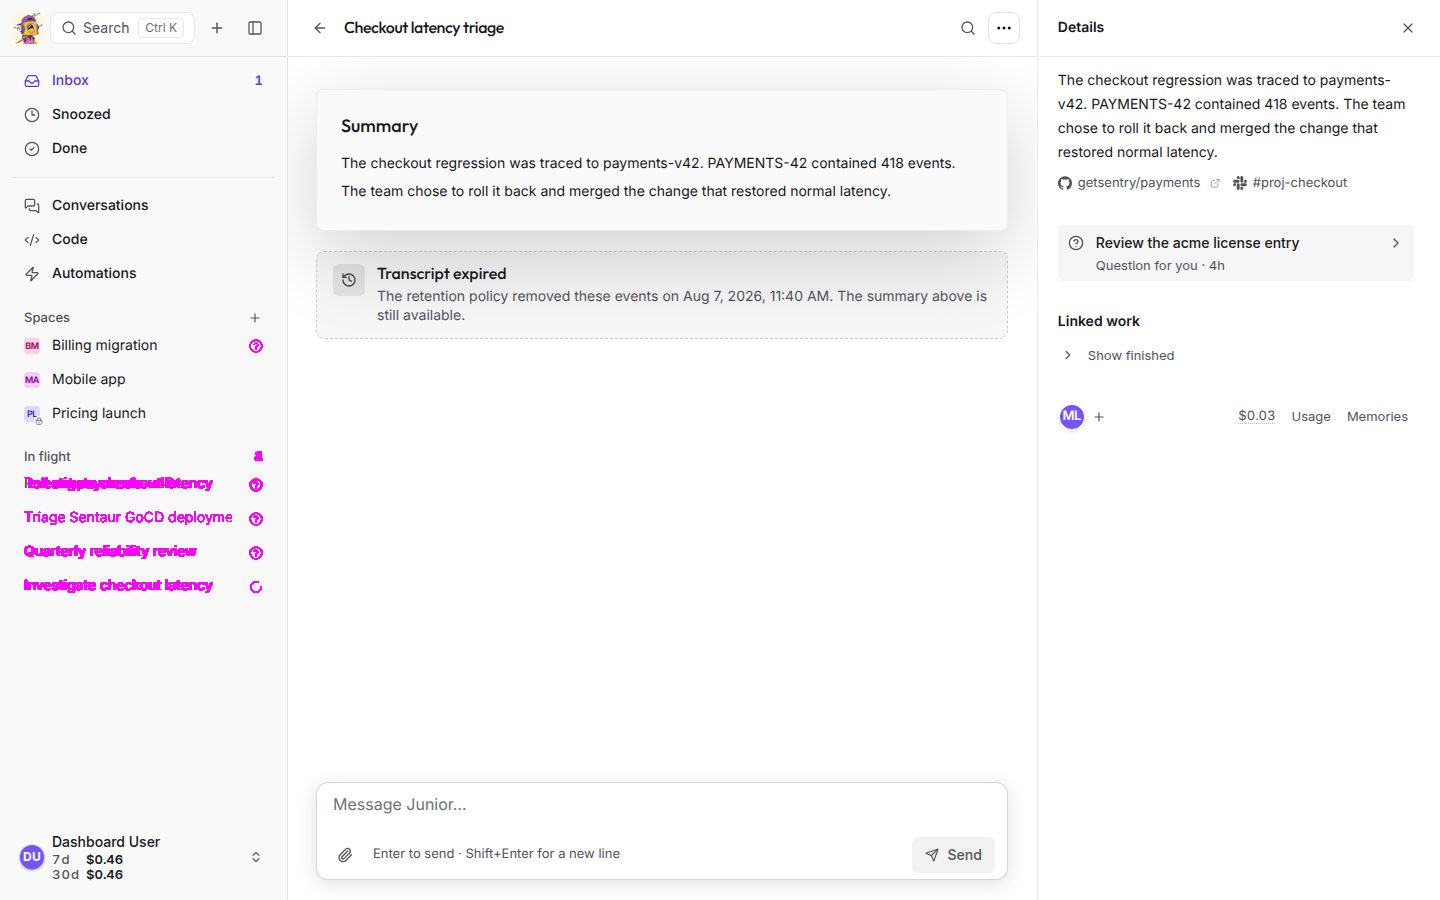 Search Ctrl K
Inbox 1
Snoozed
Done
Conversations
Code
Automations
Spaces
BM Billing migration
MA Mobile app
PL Pricing launch
In flight
Triage Sentaur GoCD deployme
Quarterly reliability review
Investigate checkout latency
DU Dashboard User
7d $0.46
30d $0.46
Checkout latency triage
Summary
The checkout regression was traced to payments-v42. PAYMENTS-42 contained 418 events.
The team chose to roll it back and merged the change that restored normal latency.
Transcript expired
The retention policy removed these events on Aug 7, 2026, 11:40 AM. The summary above is
still available.
Message Junior...
Enter to send · Shift+Enter for a new line
Send
Details
The checkout regression was traced to payments-
v42. PAYMENTS-42 contained 418 events. The team
chose to roll it back and merged the change that
restored normal latency.
getsentry/payments #proj-checkout
Review the acme license entry
Question for you · 4h
Linked work
Show finished
ML $0.03 Usage Memories